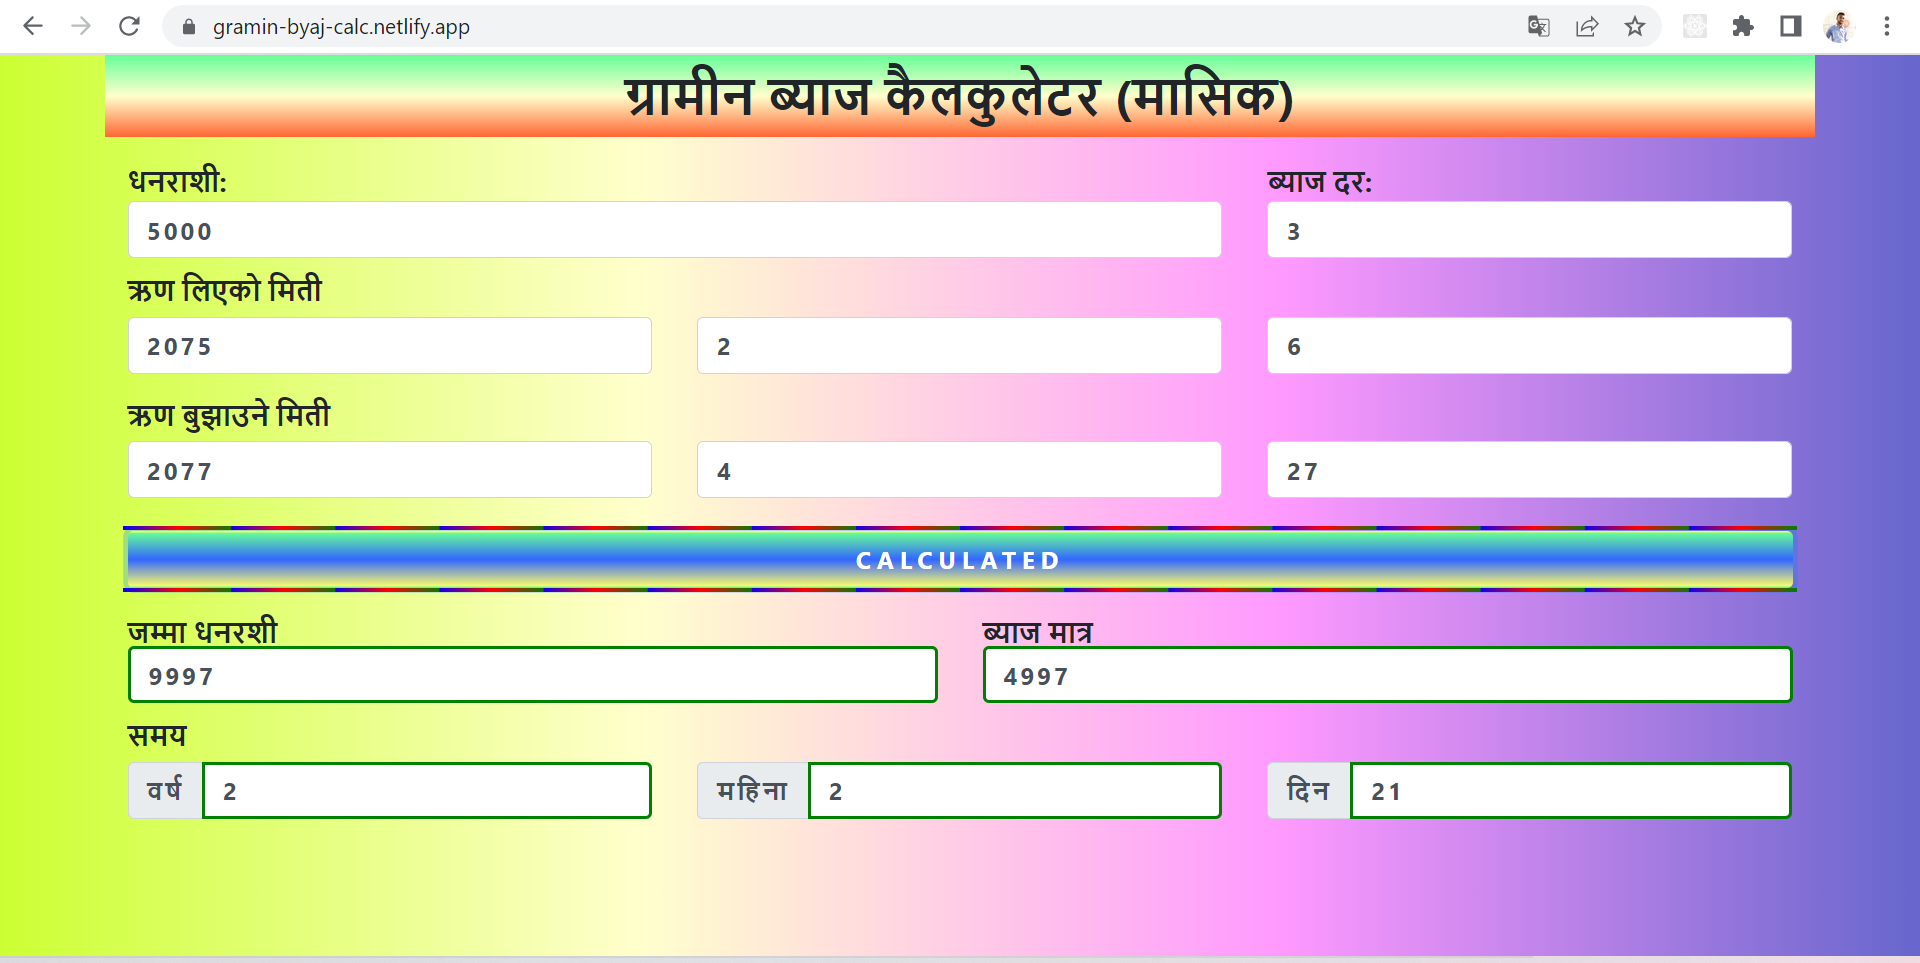 gramin-byaj-calc.netlify.app
ग्रामीन ब्याज कैलकुलेटर (मासिक)
धनराशी: ब्याज दर:
5000 3
ऋण लिएको मिती
2075 2 6
ऋण बुझाउने मिती
2077 4 27
CALCULATED
जम्मा धनरशी ब्याज मात्र
9997 4997
समय
वर्ष 2 महिना 2 दिन 21